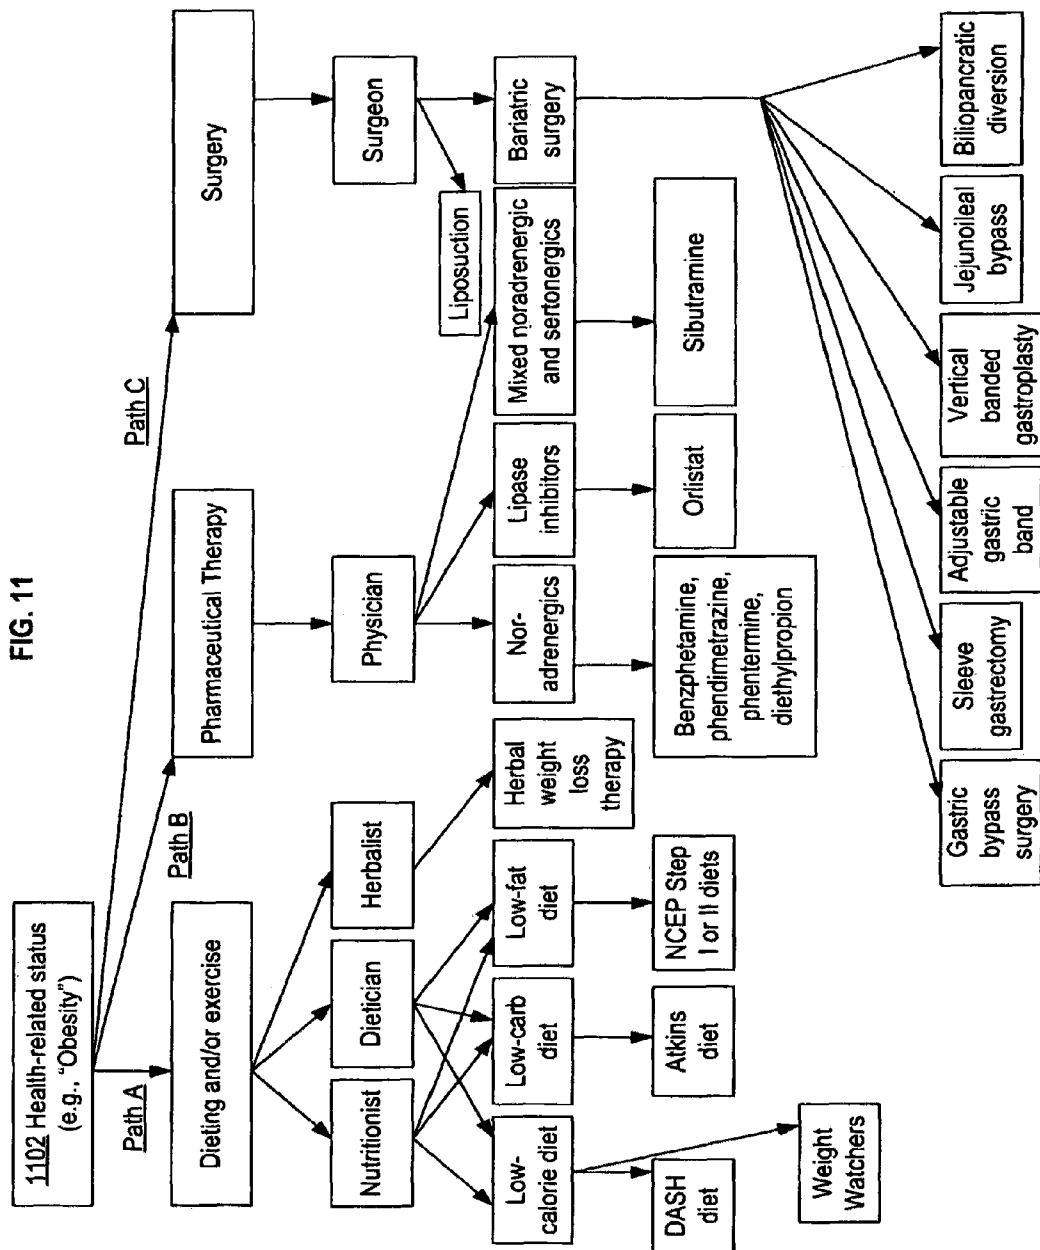 FIG. 11
1102 Health-related status
(e.g., “Obesity”)
Path A
Path B
Path C
Dieting and/or exercise
Pharmaceutical Therapy
Surgery
Nutritionist
Dietician
Herbalist
Physician
Surgeon
Liposuction
Low-
calorie diet
Low-carb
diet
Low-fat
diet
Herbal
weight
loss
therapy
Nor-
adrenergics
Lipase
inhibitors
Mixed noradrenergic
and sertonergics
Bariatric
surgery
DASH
diet
Atkins
diet
NCEP Step
I or II diets
Benzphetamine,
phendimetrazine,
phentermine,
diethylpropion
Orlistat
Sibutramine
Weight
Watchers
Gastric
bypass
surgery
Sleeve
gastrectomy
Adjustable
gastric
band
Vertical
banded
gastroplasty
Jejunoileal
bypass
Biliopancratic
diversion